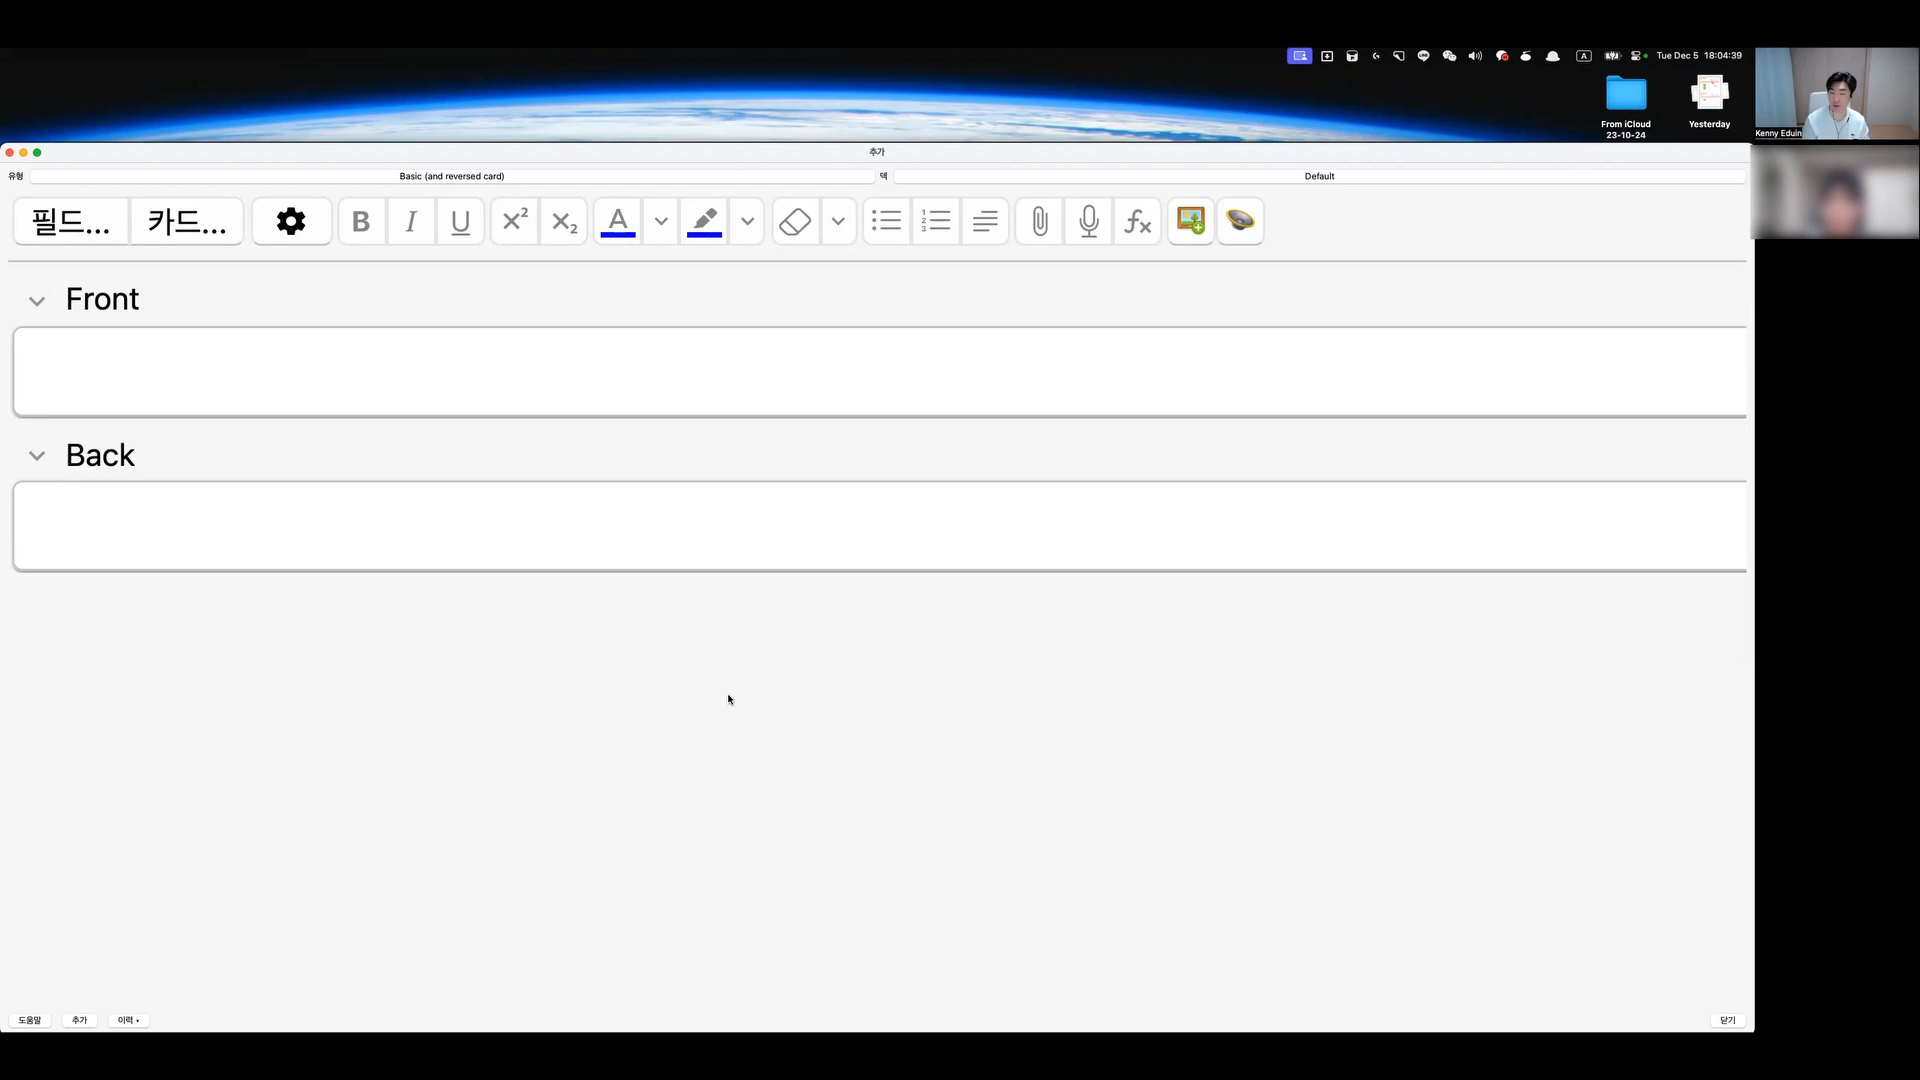 Tue Dec 5 18:04:39
From iCloud
23-10-24
Yesterday
Kenny Eduin
추가
유형 Basic (and reversed card) 덱 Default
필드... 카드...
Front
Back
도움말 추가 이력 닫기